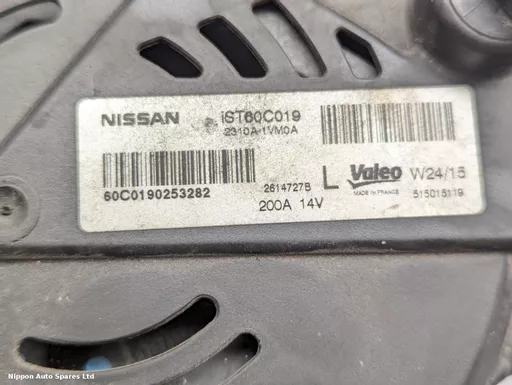 NISSAN iST60C019
2310A-1VM0A
60C0190253282
2614727B
200A 14V
L Valeo W24/15
MADE IN FRANCE 515015119
Nippon Auto Spares Ltd